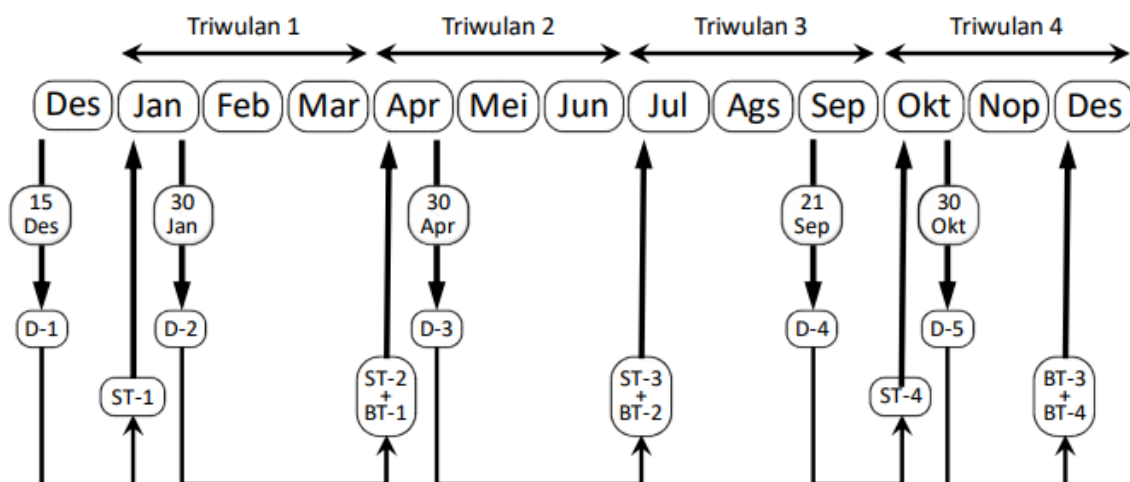 Triwulan 1
Triwulan 2
Triwulan 3
Triwulan 4
Des
Jan
Feb
Mar
Apr
Mei
Jun
Jul
Ags
Sep
Okt
Nop
Des
15
Des
30
Jan
30
Apr
21
Sep
30
Okt
D-1
D-2
D-3
D-4
D-5
ST-1
ST-2
+
BT-1
ST-3
+
BT-2
ST-4
BT-3
+
BT-4